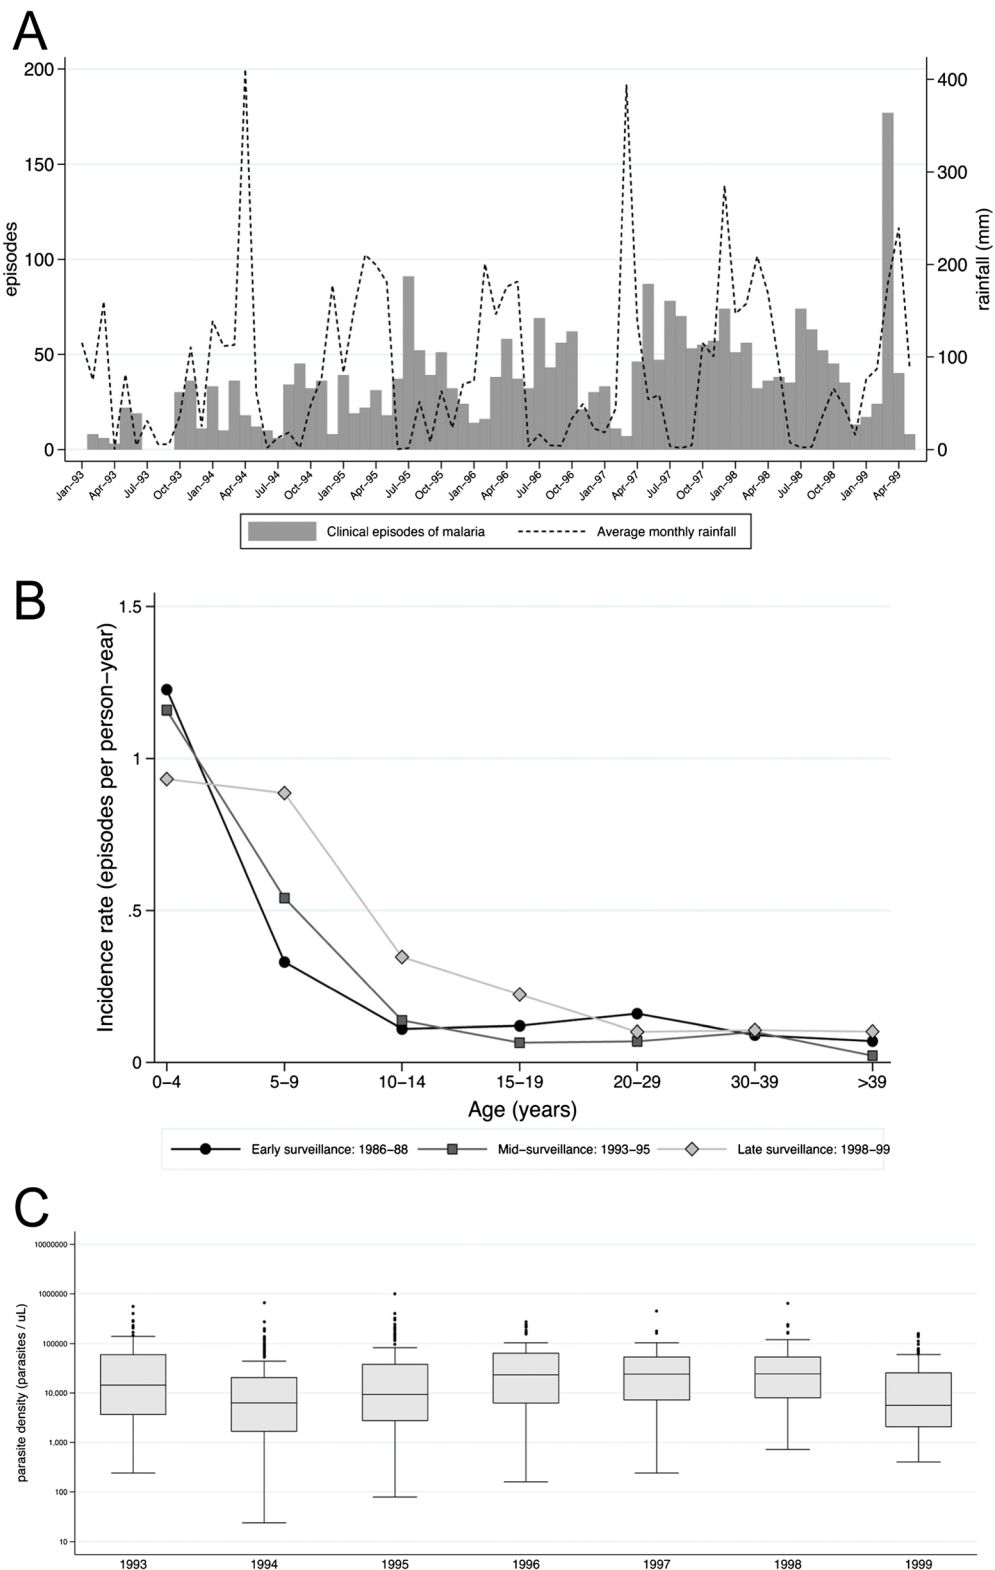 A
200
150
100
50
0
episodes
400
300
200
100
0
rainfall (mm)
Jan–93 Apr–93 Jul–93 Oct–93 Jan–94 Apr–94 Jul–94 Oct–94 Jan–95 Apr–95 Jul–95 Oct–95 Jan–96 Apr–96 Jul–96 Oct–96 Jan–97 Apr–97 Jul–97 Oct–97 Jan–98 Apr–98 Jul–98 Oct–98 Jan–99 Apr–99
Clinical episodes of malaria Average monthly rainfall
B
1.5
1
.5
0
Incidence rate (episodes per person–year)
0–4 5–9 10–14 15–19 20–29 30–39 >39
Age (years)
Early surveillance: 1986–88 Mid–surveillance: 1993–95 Late surveillance: 1998–99
C
10000000
1000000
100000
10,000
1,000
100
10
parasite density (parasites / uL)
1993 1994 1995 1996 1997 1998 1999